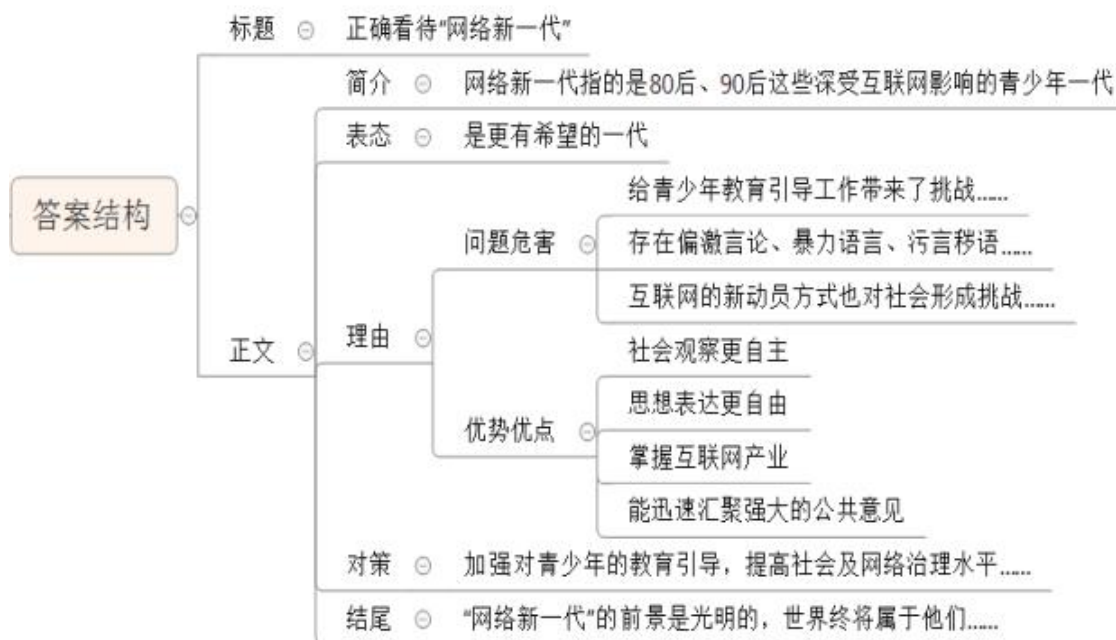 标题 正确看待“网络新一代”
简介 网络新一代指的是80后、90后这些深受互联网影响的青少年一代
表态 是更有希望的一代
答案结构
给青少年教育引导工作带来了挑战……
问题危害 存在偏激言论、暴力语言、污言秽语……
互联网的新动员方式也对社会形成挑战……
理由
正文
社会观察更自主
思想表达更自由
优势优点
掌握互联网产业
能迅速汇聚强大的公共意见
对策 加强对青少年的教育引导，提高社会及网络治理水平……
结尾 “网络新一代”的前景是光明的，世界终将属于他们……